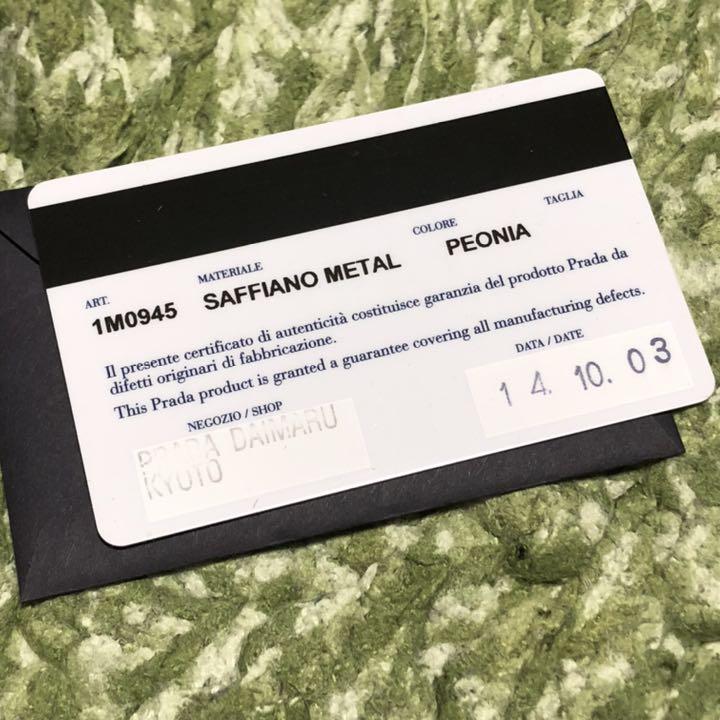 ART. MATERIALE COLORE TAGLIA
1M0945 SAFFIANO METAL PEONIA
Il presente certificato di autenticità costituisce garanzia del prodotto Prada da
difetti originari di fabbricazione.
This Prada product is granted a guarantee covering all manufacturing defects.
NEGOZIO / SHOP DATA / DATE
PRADA DAIMARU
KYOTO
14. 10. 03